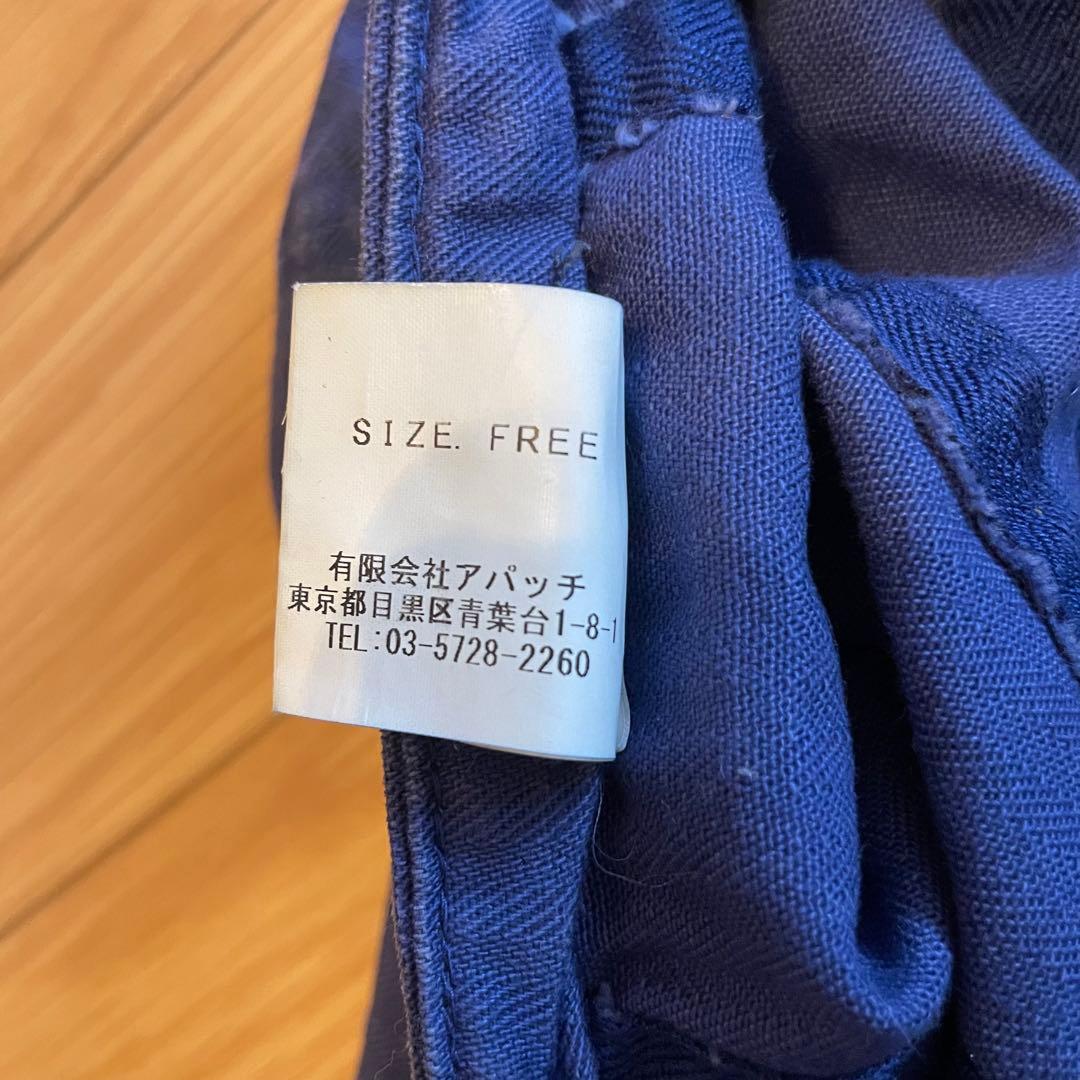 SIZE. FREE
有限会社アパッチ
東京都目黒区青葉台1-8-1
TEL:03-5728-2260